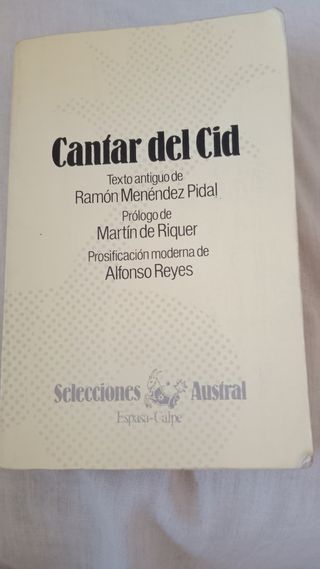 Cantar del Cid
Texto antiguo de
Ramón Menéndez Pidal
Prólogo de
Martín de Riquer
Prosificación moderna de
Alfonso Reyes
Selecciones Austral
Espasa-Calpe